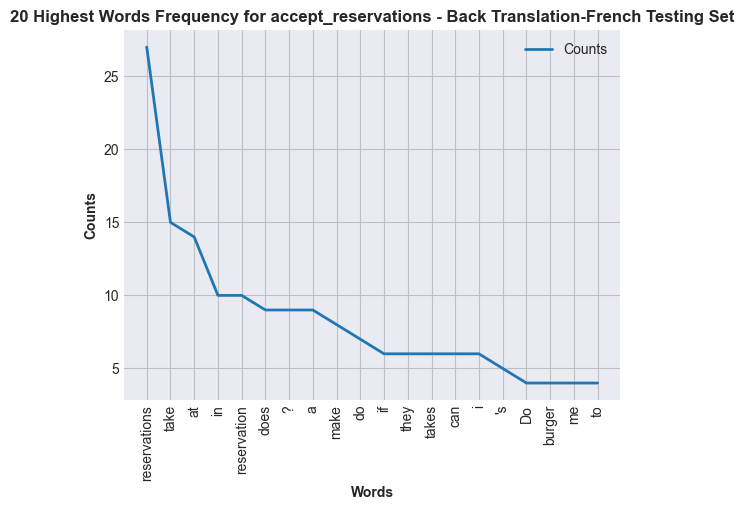 20 Highest Words Frequency for accept_reservations - Back Translation-French Testing Set
Counts
25
20
15
10
5
Counts
reservations
take
at
in
reservation
does
?
a
make
do
if
they
takes
can
i
's
Do
burger
me
to
Words